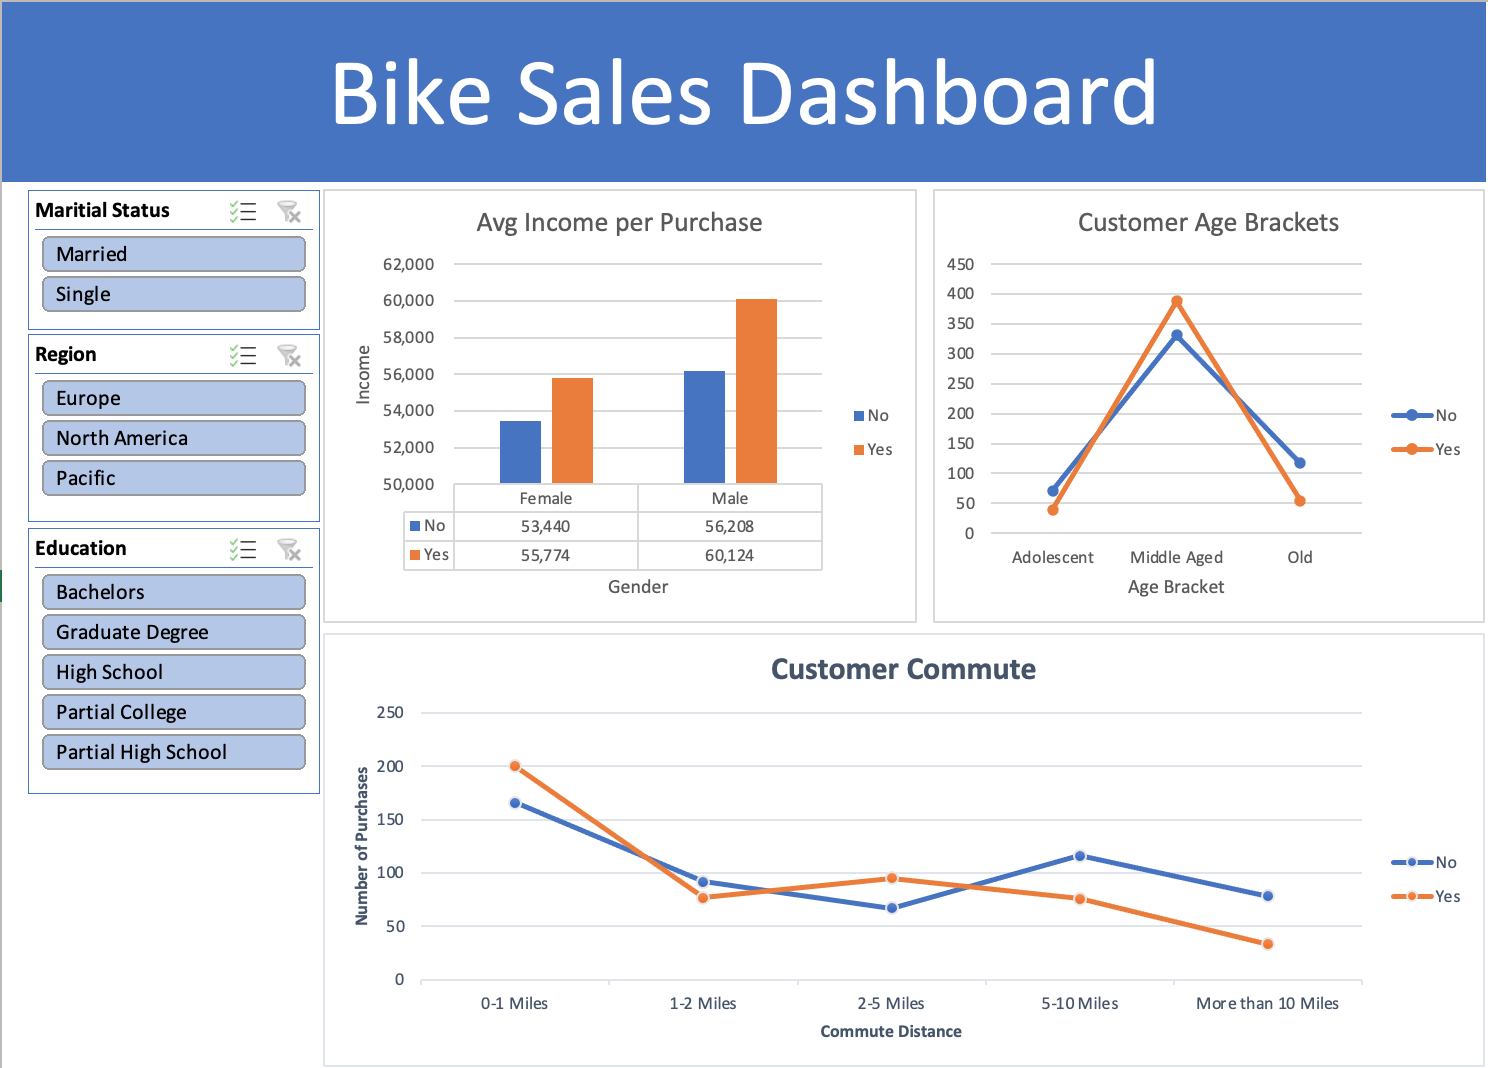 Bike Sales Dashboard
Maritial Status
Married
Single
Region
Europe
North America
Pacific
Education
Bachelors
Graduate Degree
High School
Partial College
Partial High School
Avg Income per Purchase
62,000
60,000
58,000
56,000
54,000
52,000
50,000
Income
Female Male
No 53,440 56,208
Yes 55,774 60,124
Gender
No
Yes
Customer Age Brackets
450
400
350
300
250
200
150
100
50
0
Adolescent Middle Aged Old
Age Bracket
No
Yes
Customer Commute
250
200
150
100
50
0
Number of Purchases
0-1 Miles 1-2 Miles 2-5 Miles 5-10 Miles More than 10 Miles
Commute Distance
No
Yes